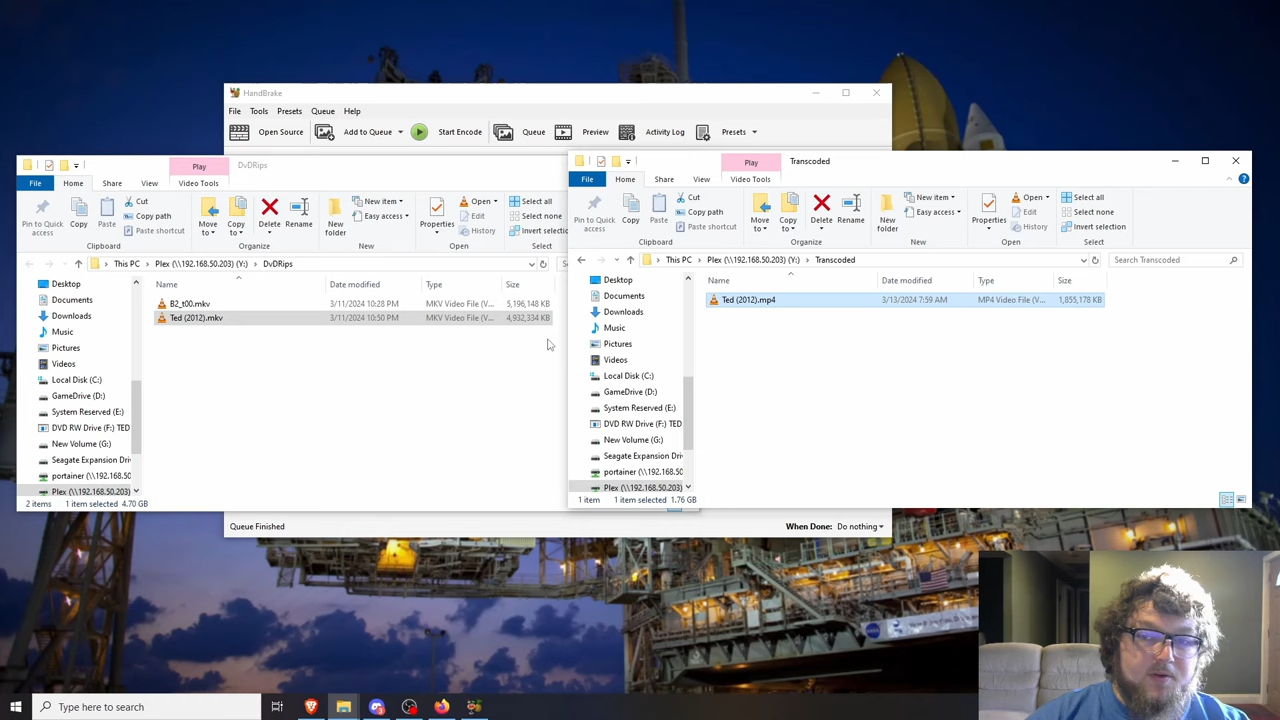 HandBrake
File Tools Presets Queue Help
Open Source Add to Queue Start Encode Queue Preview Activity Log Presets
Play DvDRips
File Home Share View Video Tools
Pin to Quick access
Copy
Paste
Cut
Copy path
Paste shortcut
Clipboard
Move to
Copy to
Delete
Rename
Organize
New folder
New item
Easy access
New
Properties
Open
Edit
History
Open
Select all
Select none
Invert selection
Select
This PC Plex (\\192.168.50.203) (Y:) DvDRips
Name Date modified Type Size
B2_t00.mkv 3/11/2024 10:28 PM MKV Video File (V... 5,196,148 KB
Ted (2012).mkv 3/11/2024 10:50 PM MKV Video File (V... 4,932,334 KB
Desktop
Documents
Downloads
Music
Pictures
Videos
Local Disk (C:)
GameDrive (D:)
System Reserved (E:)
DVD RW Drive (F:) TED
New Volume (G:)
Seagate Expansion Driv
portainer (\\192.168.50
Plex (\\192.168.50.203)
2 items 1 item selected 4.70 GB
Play Transcoded
File Home Share View Video Tools
Pin to Quick access
Copy
Paste
Cut
Copy path
Paste shortcut
Clipboard
Move to
Copy to
Delete
Rename
Organize
New folder
New item
Easy access
New
Properties
Open
Edit
History
Open
Select all
Select none
Invert selection
Select
This PC Plex (\\192.168.50.203) (Y:) Transcoded
Search Transcoded
Name Date modified Type Size
Ted (2012).mp4 3/13/2024 7:59 AM MP4 Video File (V... 1,855,178 KB
Desktop
Documents
Downloads
Music
Pictures
Videos
Local Disk (C:)
GameDrive (D:)
System Reserved (E:)
DVD RW Drive (F:) TED
New Volume (G:)
Seagate Expansion Driv
portainer (\\192.168.50
Plex (\\192.168.50.203)
1 item 1 item selected 1.76 GB
Queue Finished When Done: Do nothing
NASA
Type here to search